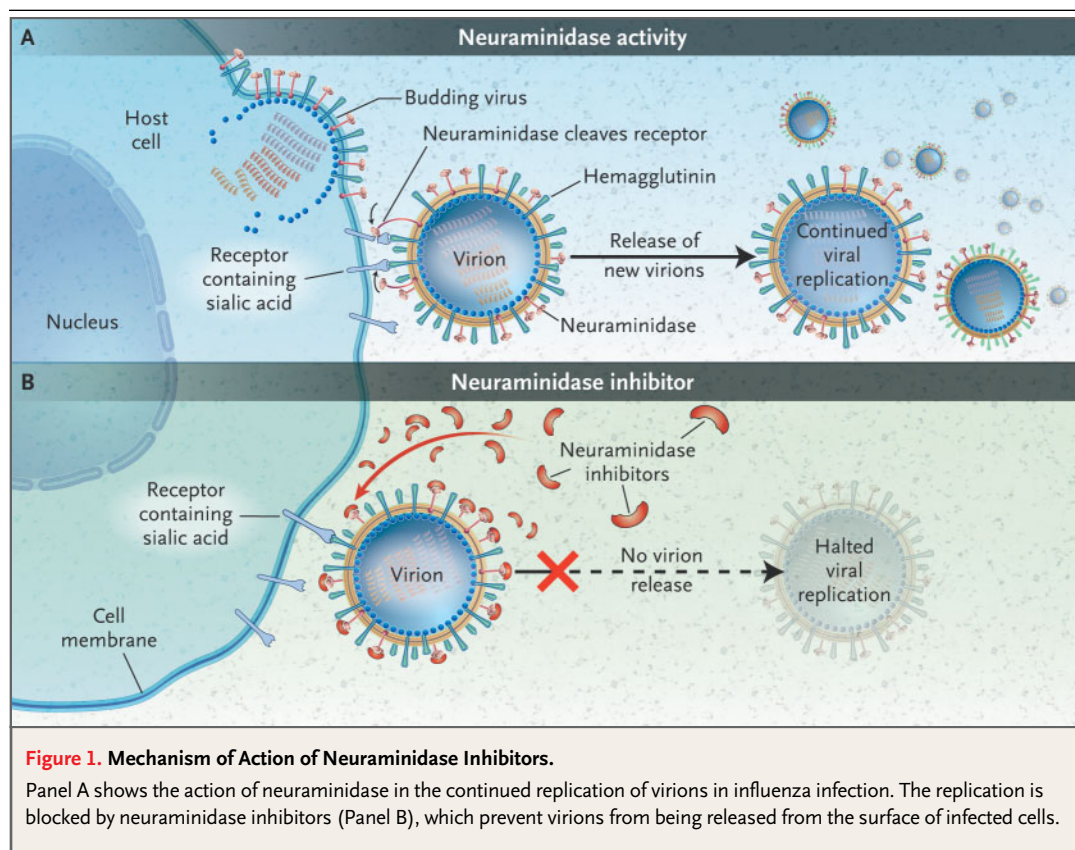 A
Neuraminidase activity
Host
cell
Budding virus
Neuraminidase cleaves receptor
Hemagglutinin
Receptor
containing
sialic acid
Virion
Release of
new virions
Continued
viral
replication
Nucleus
Neuraminidase
B
Neuraminidase inhibitor
Neuraminidase
inhibitors
Receptor
containing
sialic acid
Virion
No virion
release
Halted
viral
replication
Cell
membrane
Figure 1. Mechanism of Action of Neuraminidase Inhibitors.
Panel A shows the action of neuraminidase in the continued replication of virions in influenza infection. The replication is
blocked by neuraminidase inhibitors (Panel B), which prevent virions from being released from the surface of infected cells.